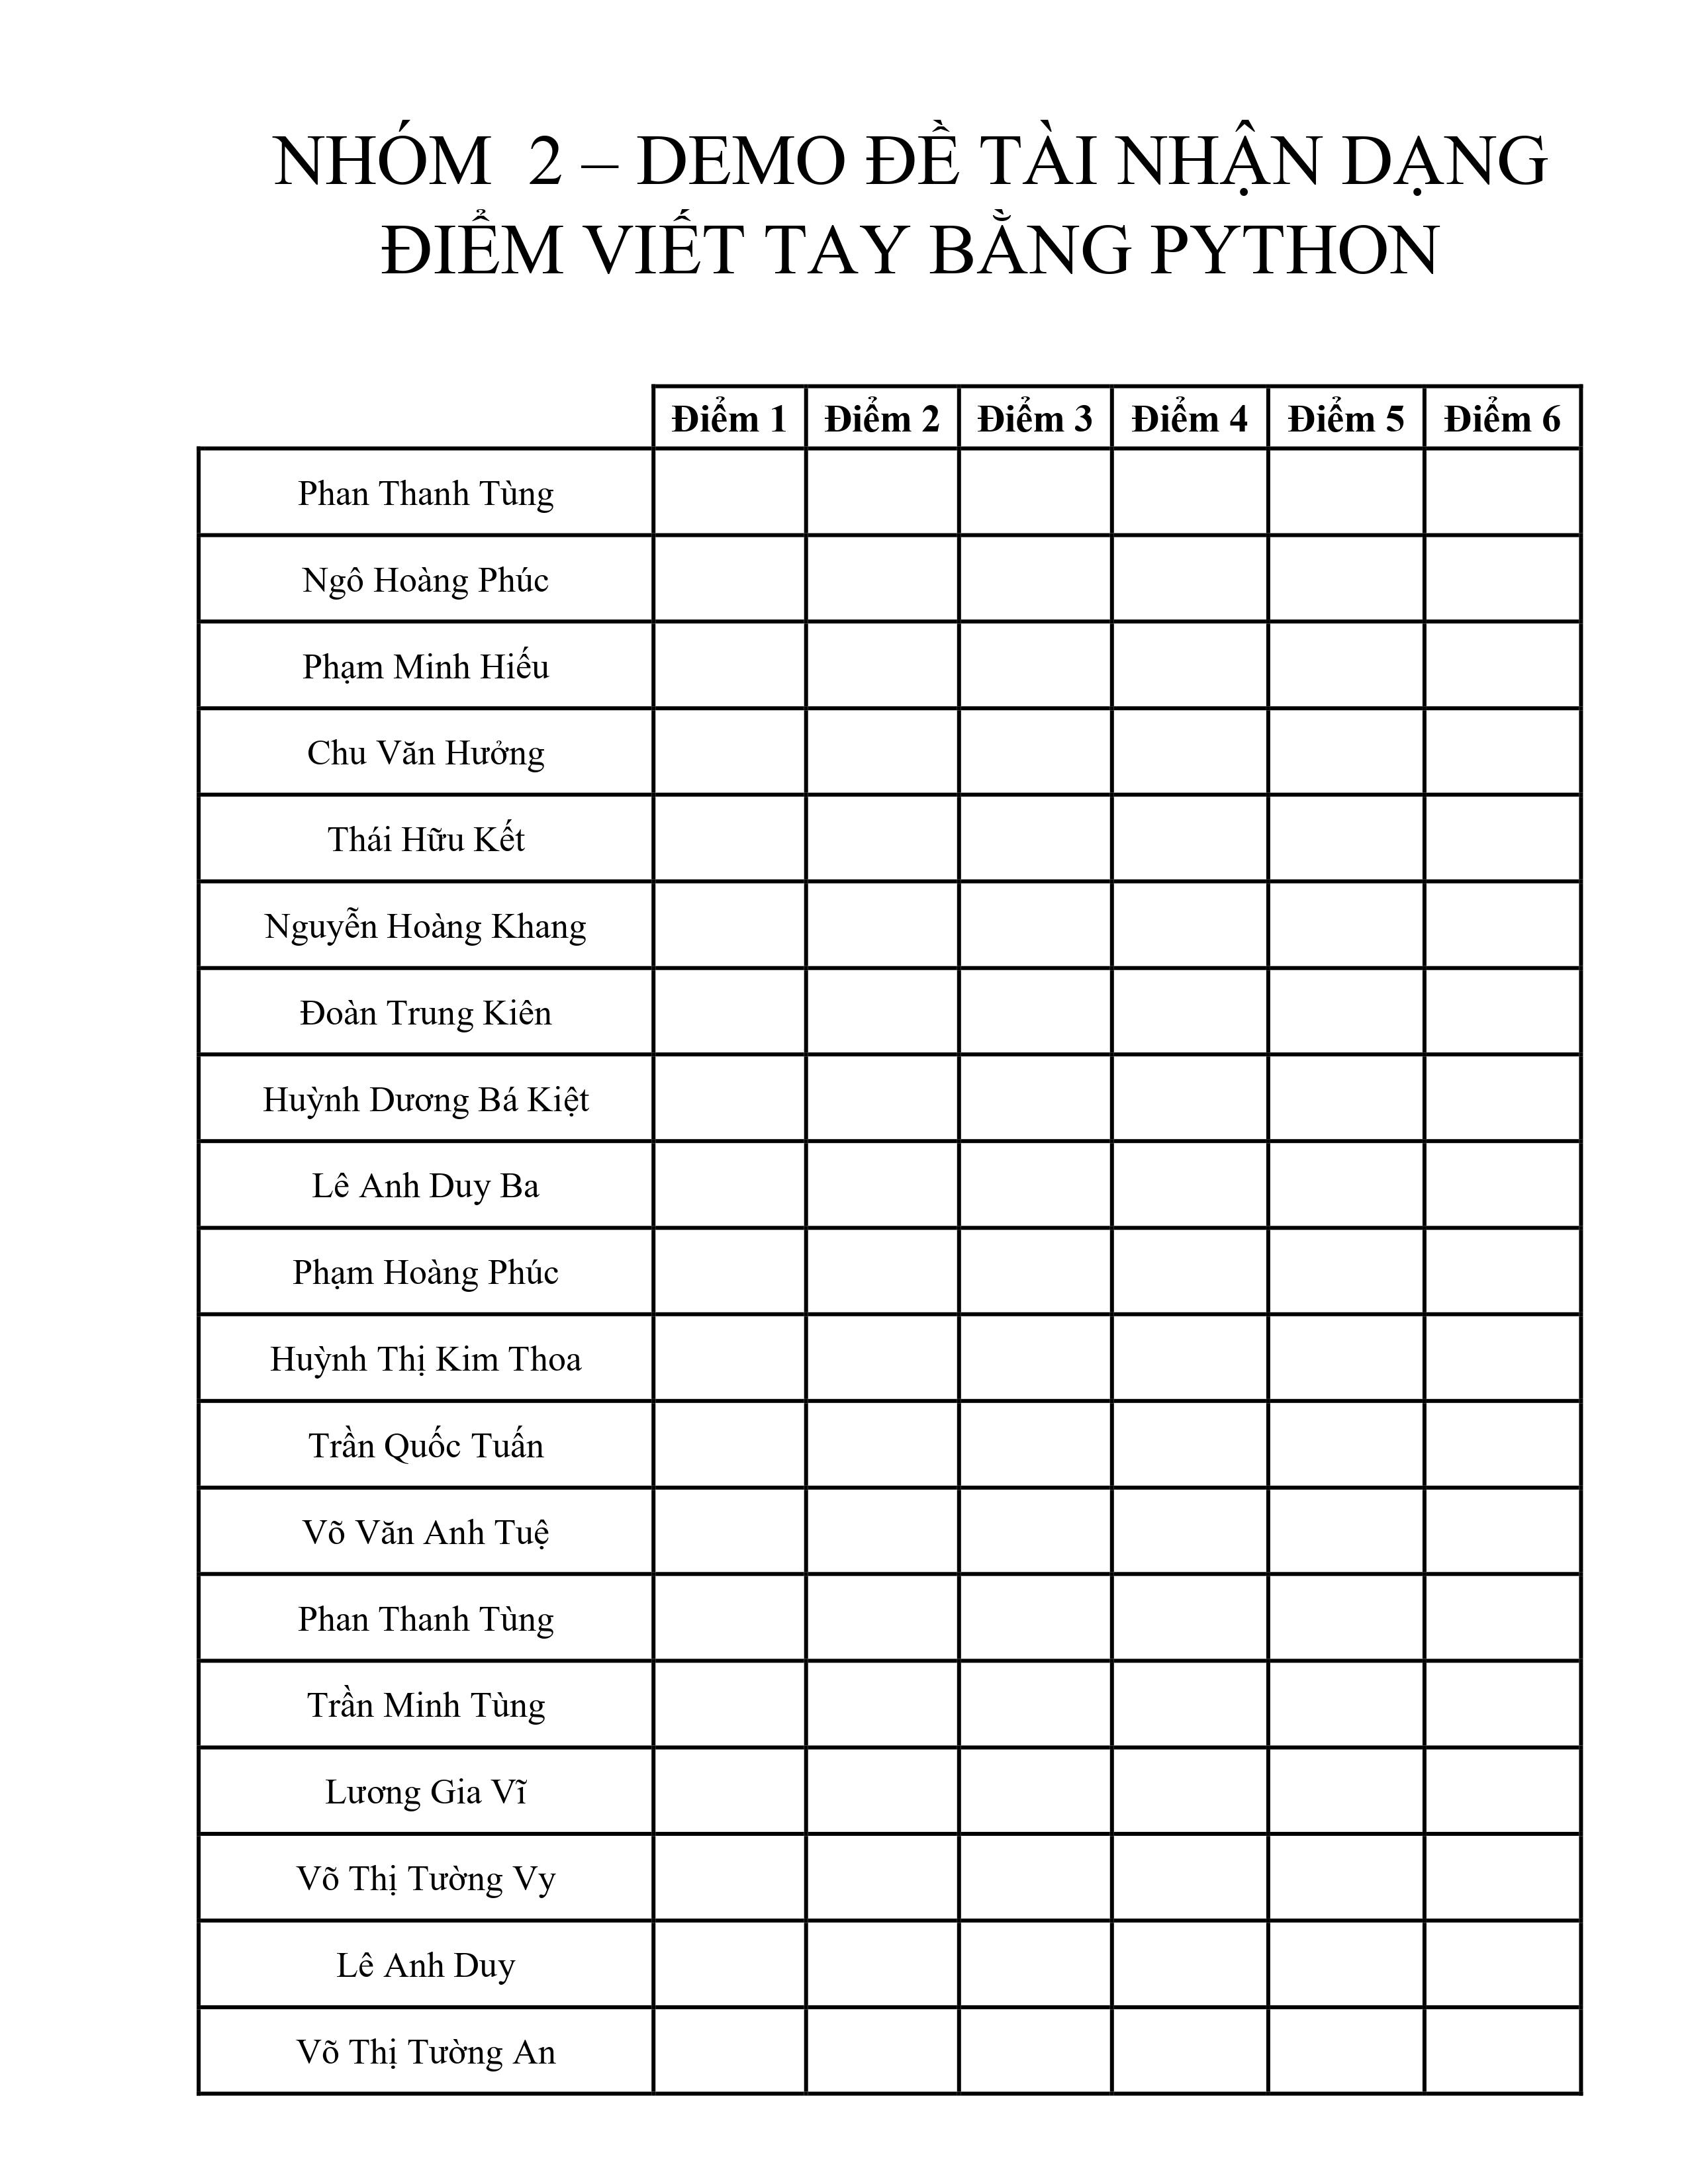 NHÓM  2 – DEMO ĐỀ TÀI NHẬN DẠNG
ĐIỂM VIẾT TAY BẰNG PYTHON
Điểm 1 Điểm 2 Điểm 3 Điểm 4 Điểm 5 Điểm 6
Phan Thanh Tùng
Ngô Hoàng Phúc
Phạm Minh Hiếu
Chu Văn Hưởng
Thái Hữu Kết
Nguyễn Hoàng Khang
Đoàn Trung Kiên
Huỳnh Dương Bá Kiệt
Lê Anh Duy Ba
Phạm Hoàng Phúc
Huỳnh Thị Kim Thoa
Trần Quốc Tuấn
Võ Văn Anh Tuệ
Phan Thanh Tùng
Trần Minh Tùng
Lương Gia Vĩ
Võ Thị Tường Vy
Lê Anh Duy
Võ Thị Tường An